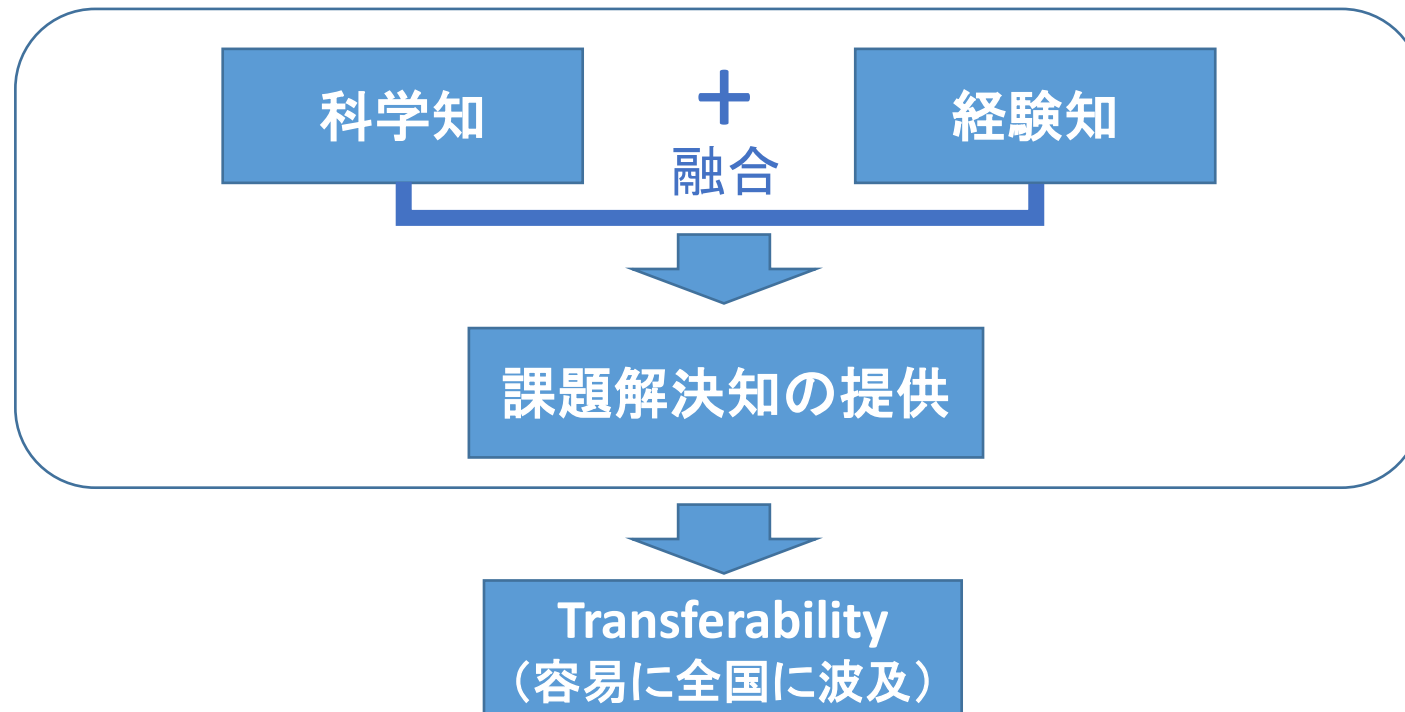 科学知
+
経験知
融合
課題解決知の提供
Transferability
（容易に全国に波及）